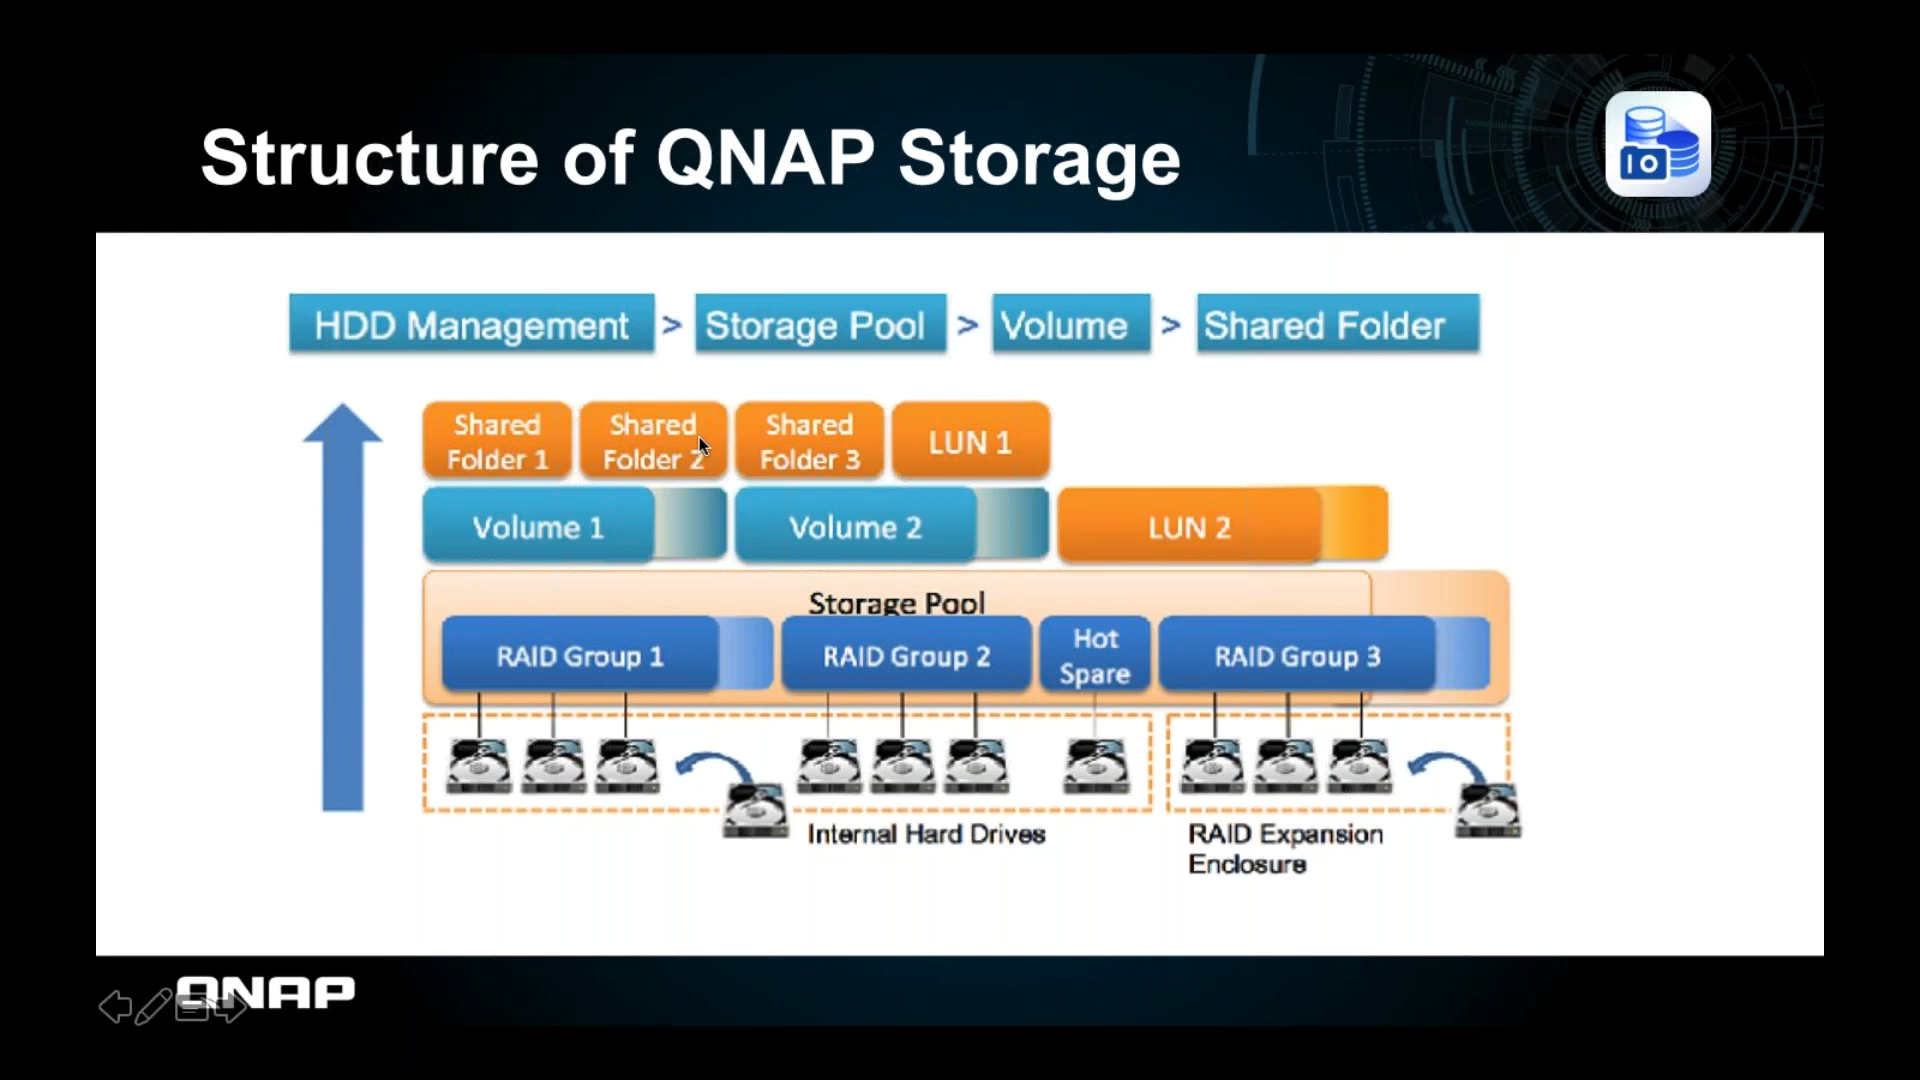 Structure of QNAP Storage
IO
HDD Management > Storage Pool > Volume > Shared Folder
Shared
Folder 1
Shared
Folder 2
Shared
Folder 3
LUN 1
Volume 1
Volume 2
LUN 2
Storage Pool
RAID Group 1
RAID Group 2
Hot
Spare
RAID Group 3
Internal Hard Drives
RAID Expansion
Enclosure
QNAP